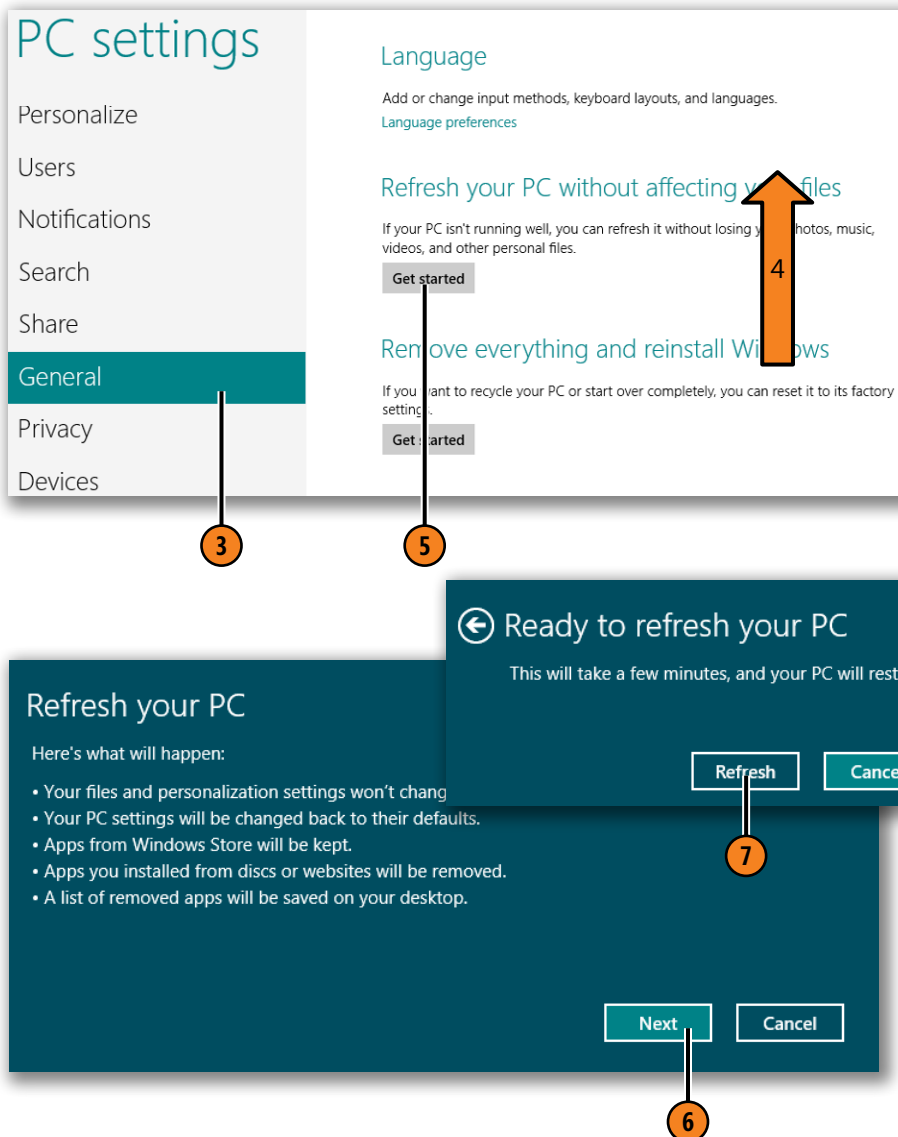 PC settings
Personalize
Users
Notifications
Search
Share
General
Privacy
Devices
Language
Add or change input methods, keyboard layouts, and languages.
Language preferences
Refresh your PC without affecting files
If your PC isn't running well, you can refresh it without losing photos, music,
videos, and other personal files.
Get started
4
Remove everything and reinstall Windows
If you want to recycle your PC or start over completely, you can reset it to its factory
settings.
Get started
3
5
Ready to refresh your PC
This will take a few minutes, and your PC will rest
Refresh
Cance
7
Refresh your PC
Here's what will happen:
• Your files and personalization settings won't chang
• Your PC settings will be changed back to their defaults.
• Apps from Windows Store will be kept.
• Apps you installed from discs or websites will be removed.
• A list of removed apps will be saved on your desktop.
Next
Cancel
6